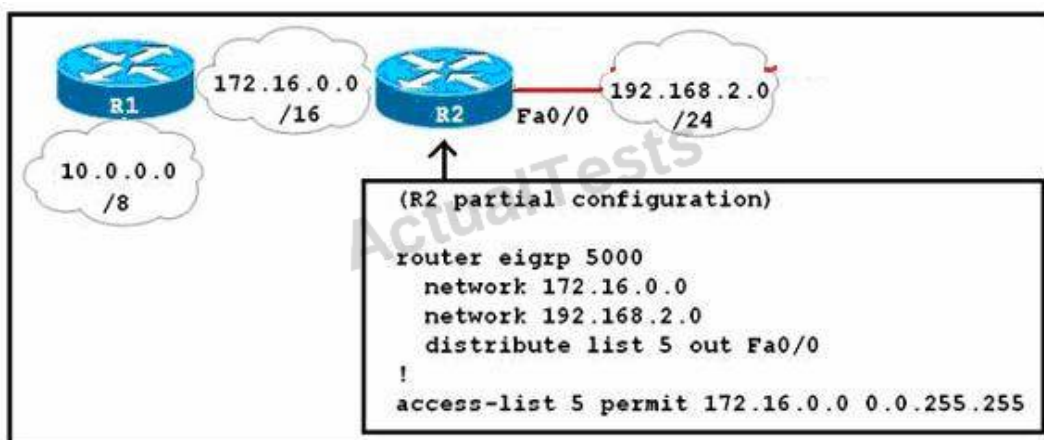 R1
172.16.0.0
/16
R2
Fa0/0
192.168.2.0
/24
10.0.0.0
/8
ActualTests
(R2 partial configuration)
router eigrp 5000
network 172.16.0.0
network 192.168.2.0
distribute list 5 out Fa0/0
!
access-list 5 permit 172.16.0.0 0.0.255.255